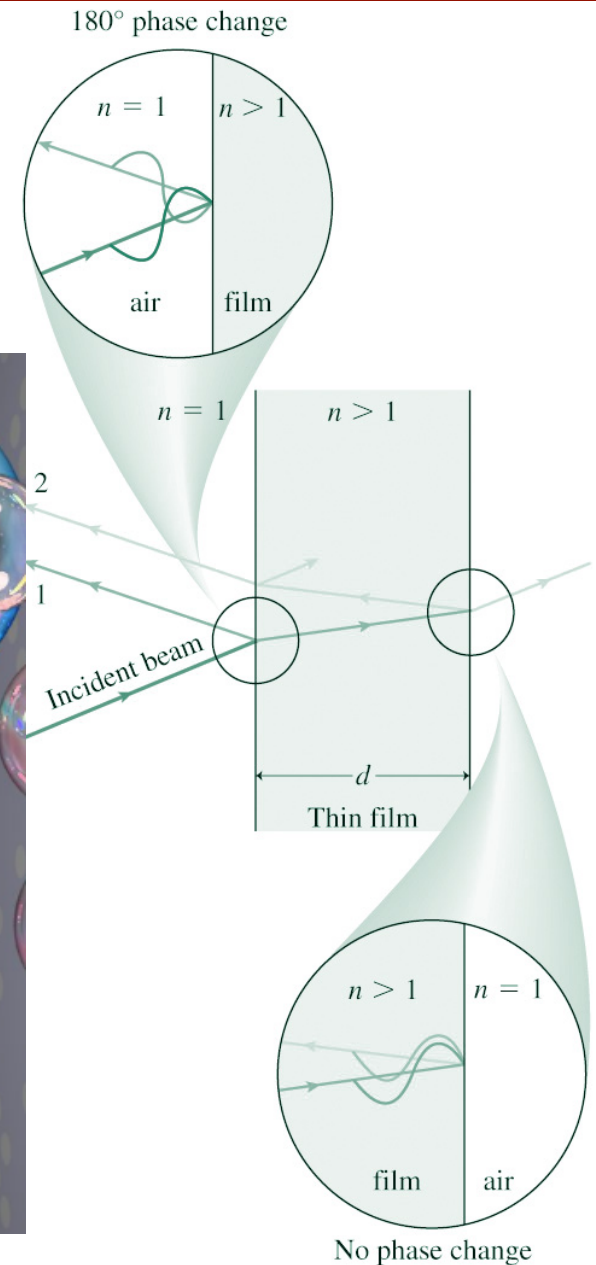 180° phase change
n = 1
n > 1
air
film
n = 1
n > 1
2
1
Incident beam
d
Thin film
n > 1
n = 1
film
air
No phase change